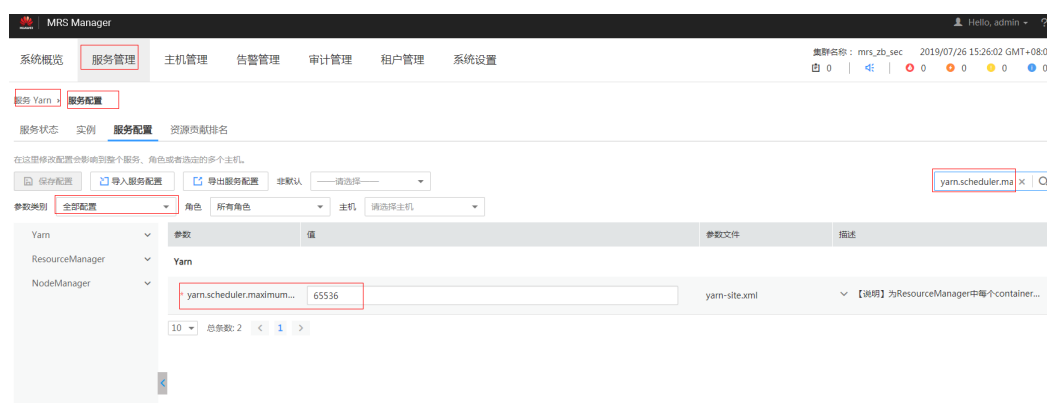 HUAWEI MRS Manager Hello, admin ?
系统概览 服务管理 主机管理 告警管理 审计管理 租户管理 系统设置 集群名称： mrs_zb_sec 2019/07/26 15:26:02 GMT+08:0
0 0 0 0 0
服务 Yarn › 服务配置
服务状态 实例 服务配置 资源贡献排名
在这里修改配置会影响到整个服务、角色或者选定的多个主机。
保存配置 导入服务配置 导出服务配置 非默认 ——请选择—— yarn.scheduler.ma ×
参数类别 全部配置 角色 所有角色 主机 请选择主机
Yarn 参数 值 参数文件 描述
ResourceManager Yarn
NodeManager * yarn.scheduler.maximum... 65536 yarn-site.xml 【说明】为ResourceManager中每个container...
10 总条数: 2 < 1 >